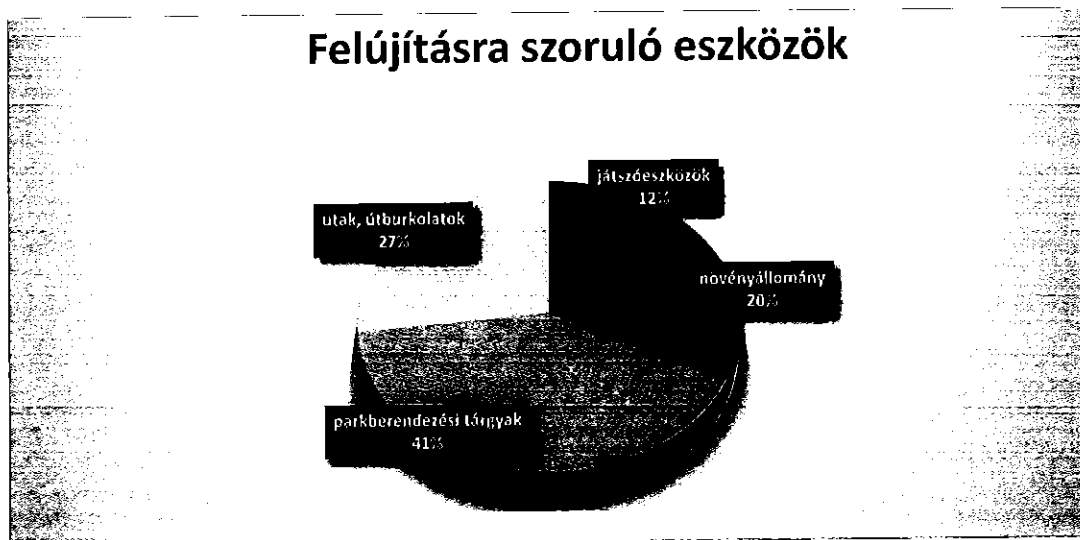 Felújításra szoruló eszközök
játszóeszközök
12%
utak, útburkolatok
27%
növényállomány
20%
parkberendezési tárgyak
41%